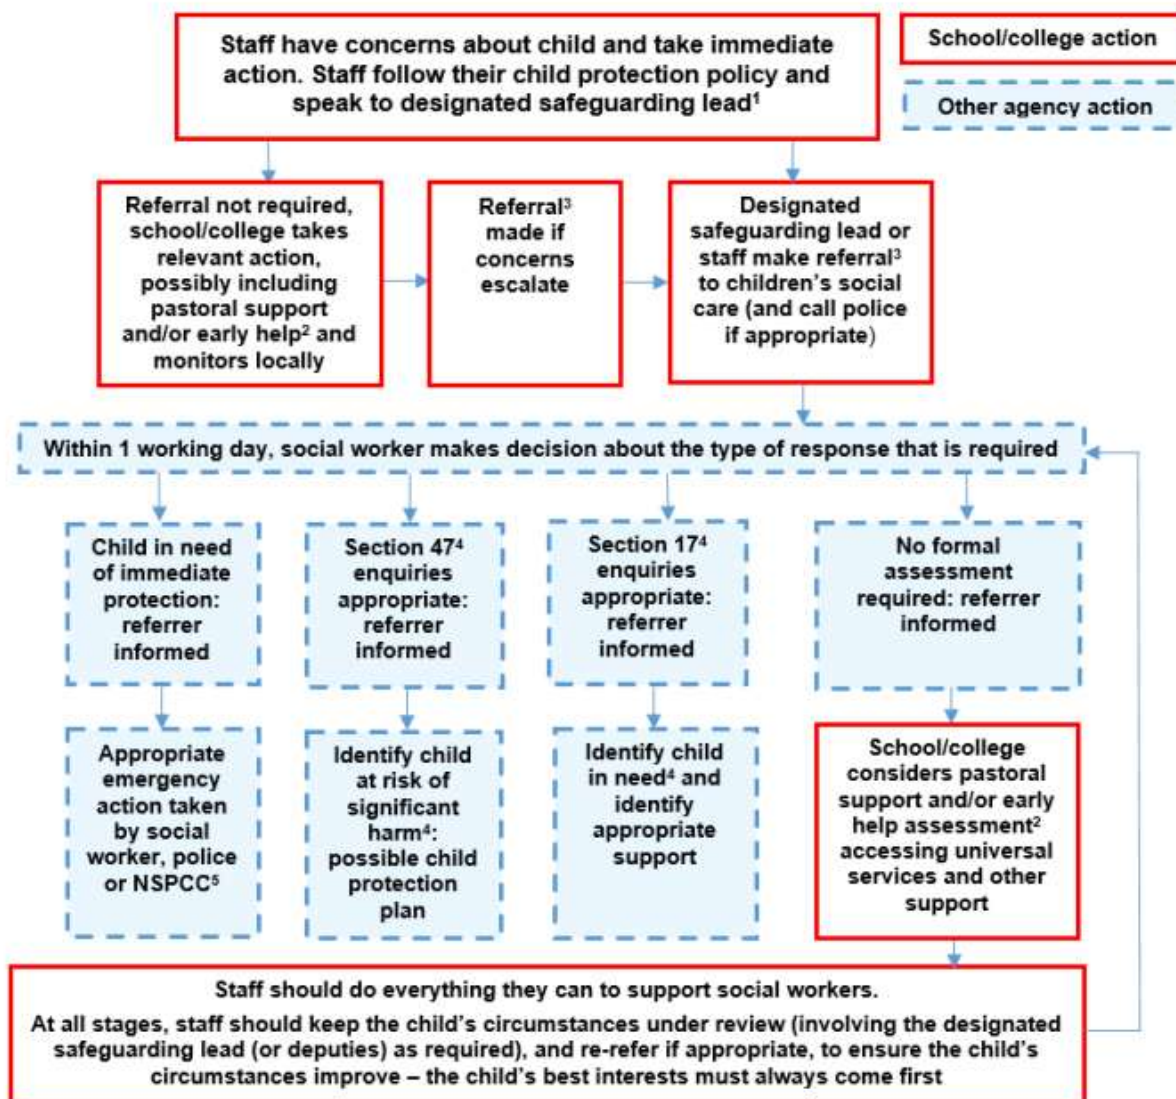 Staff have concerns about child and take immediate
action. Staff follow their child protection policy and
speak to designated safeguarding lead¹
School/college action
Other agency action
Referral not required,
school/college takes
relevant action,
possibly including
pastoral support
and/or early help² and
monitors locally
Referral³
made if
concerns
escalate
Designated
safeguarding lead or
staff make referral³
to children’s social
care (and call police
if appropriate)
Within 1 working day, social worker makes decision about the type of response that is required
Child in need
of immediate
protection:
referrer
informed
Section 47⁴
enquiries
appropriate:
referrer
informed
Section 17⁴
enquiries
appropriate:
referrer
informed
No formal
assessment
required: referrer
informed
Appropriate
emergency
action taken
by social
worker, police
or NSPCC⁵
Identify child
at risk of
significant
harm⁴:
possible child
protection
plan
Identify child
in need⁴ and
identify
appropriate
support
School/college
considers pastoral
support and/or early
help assessment²
accessing universal
services and other
support
Staff should do everything they can to support social workers.
At all stages, staff should keep the child’s circumstances under review (involving the designated
safeguarding lead (or deputies) as required), and re-refer if appropriate, to ensure the child’s
circumstances improve – the child’s best interests must always come first